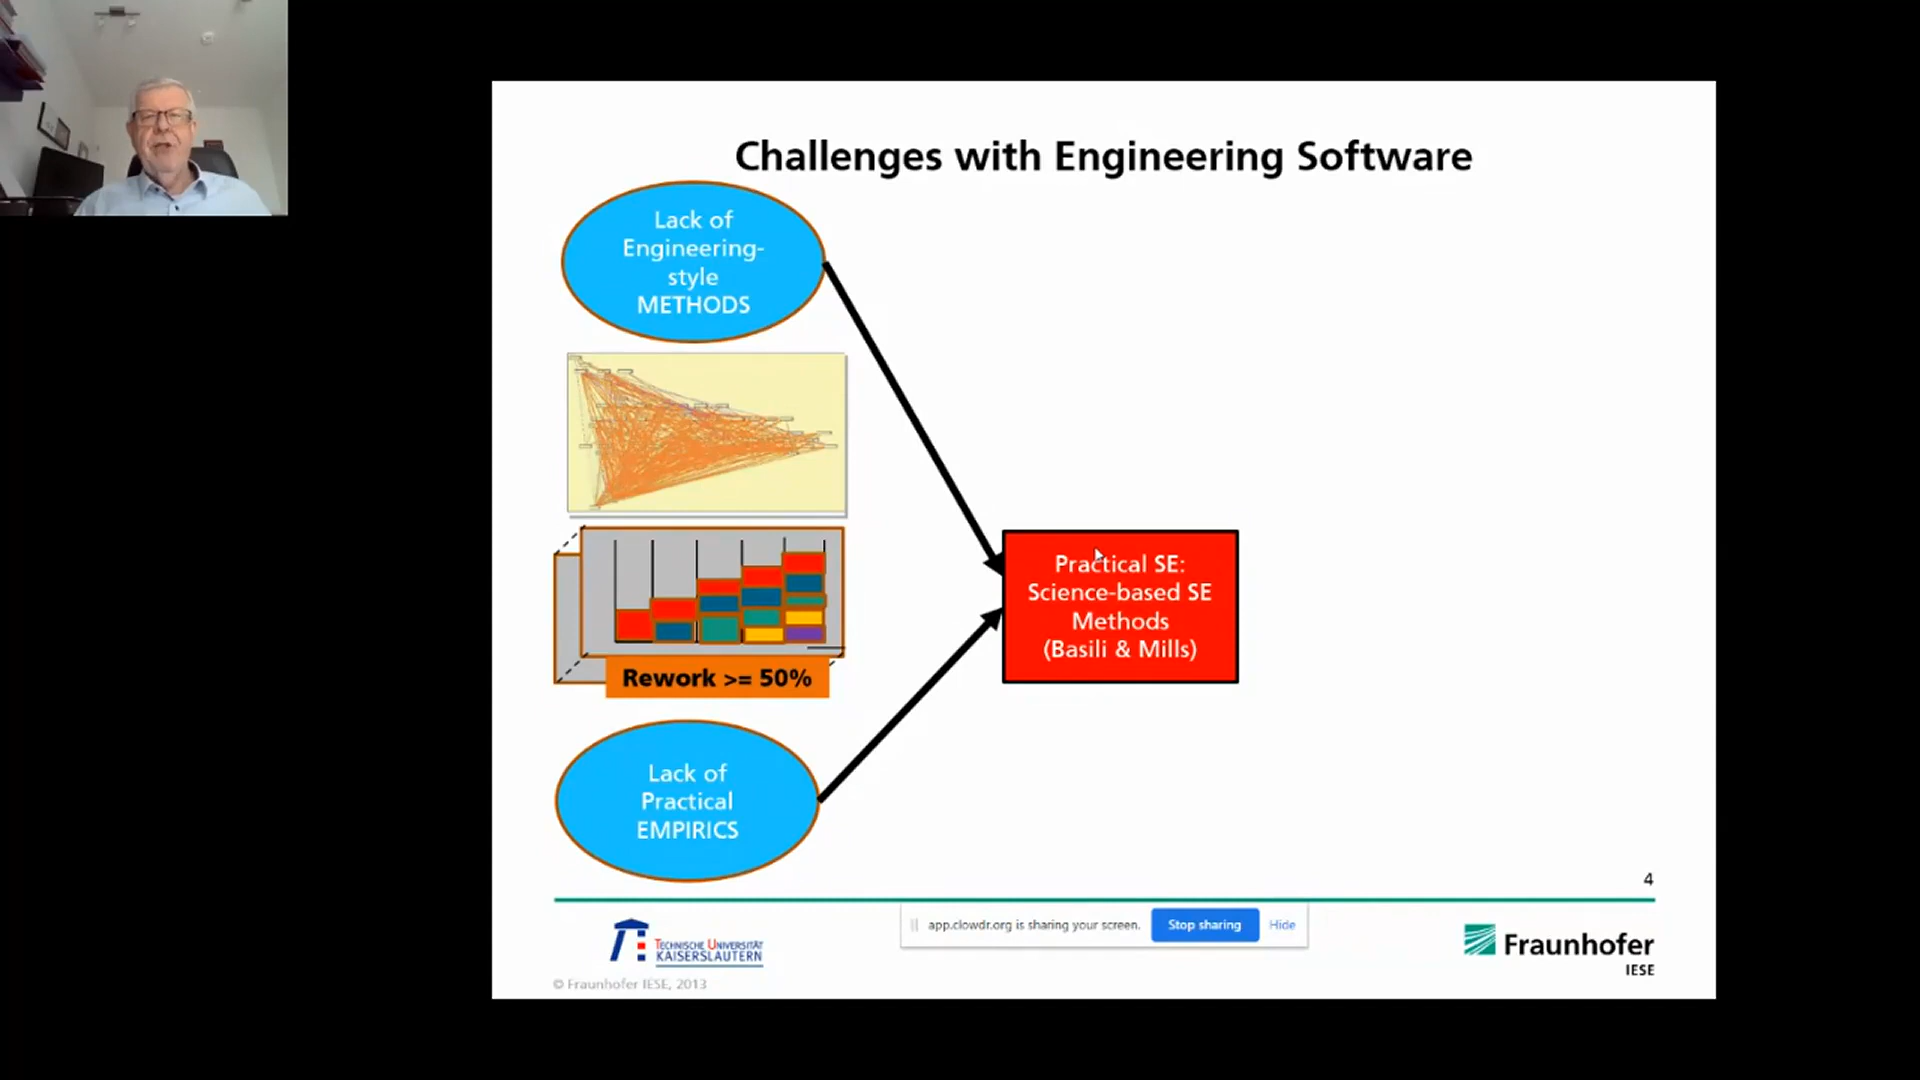 Challenges with Engineering Software
Lack of
Engineering-
style
METHODS
Rework >= 50%
Practical SE:
Science-based SE
Methods
(Basili & Mills)
Lack of
Practical
EMPIRICS
4
TECHNISCHE UNIVERSITÄT
KAISERSLAUTERN
app.clowdr.org is sharing your screen.
Stop sharing
Hide
Fraunhofer
IESE
© Fraunhofer IESE, 2013